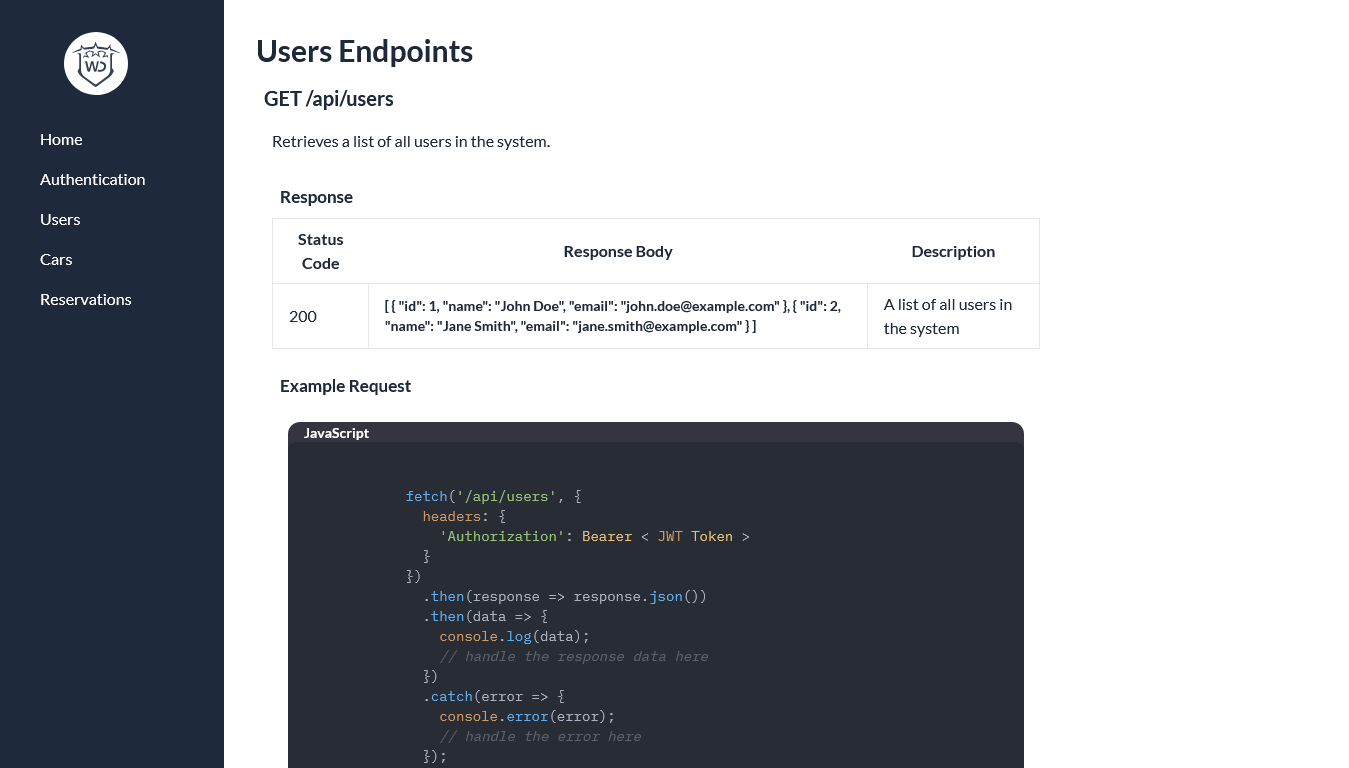 WD
Home
Authentication
Users
Cars
Reservations
Users Endpoints
GET /api/users
Retrieves a list of all users in the system.
Response
Status Code
Response Body
Description
200
[ { "id": 1, "name": "John Doe", "email": "john.doe@example.com" }, { "id": 2,
"name": "Jane Smith", "email": "jane.smith@example.com" } ]
A list of all users in
the system
Example Request
JavaScript
fetch('/api/users', {
  headers: {
    'Authorization': Bearer < JWT Token >
  }
})
  .then(response => response.json())
  .then(data => {
    console.log(data);
    // handle the response data here
  })
  .catch(error => {
    console.error(error);
    // handle the error here
  });